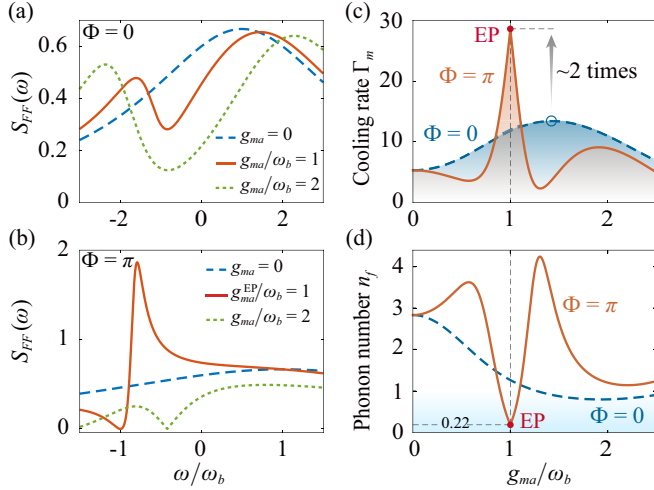 (a)
Φ = 0
S_FF(ω)
0.6
0.4
0.2
0
-2
0
2
g_ma = 0
g_ma/ω_b = 1
g_ma/ω_b = 2
(b)
Φ = π
S_FF(ω)
2
1
0
-1
0
1
g_ma = 0
g_ma^EP/ω_b = 1
g_ma/ω_b = 2
ω/ω_b
(c)
Cooling rate Γ_m
30
20
10
0
0
1
2
EP
Φ = π
Φ = 0
~2 times
(d)
Phonon number n_f
4
3
2
1
0
0
1
2
Φ = π
Φ = 0
0.22
EP
g_ma/ω_b